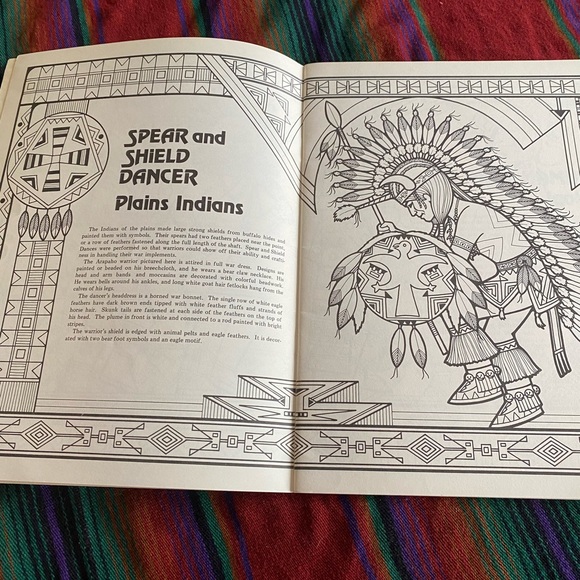 SPEAR and
SHIELD
DANCER
Plains Indians
The Indians of the plains made large strong shields from buffalo hides and
painted them with symbols. Their spears had two feathers placed near the point,
or a row of feathers fastened along the full length of the shaft. Spear and Shield
Dances were performed so that warriors could show off their ability and readi-
ness in handling their war implements.
The Arapaho warrior pictured here is attired in full war dress. Designs are
painted or beaded on his breechcloth, and he wears a bear claw necklace. His
head and arm bands and moccasins are decorated with colorful beadwork.
He wears bells around his ankles, and long white goat hair fetlocks hang from the
calves of his legs.
The dancer's headdress is a horned war bonnet. The single row of white eagle
feathers have dark brown ends tipped with white feather fluffs and strands of
horse hair. Skunk tails are fastened at each side of the feathers on the top of
his head. The plume in front is white and connected to a rod painted with bright
stripes.
The warrior's shield is edged with animal pelts and eagle feathers. It is decor-
ated with two bear foot symbols and an eagle motif.